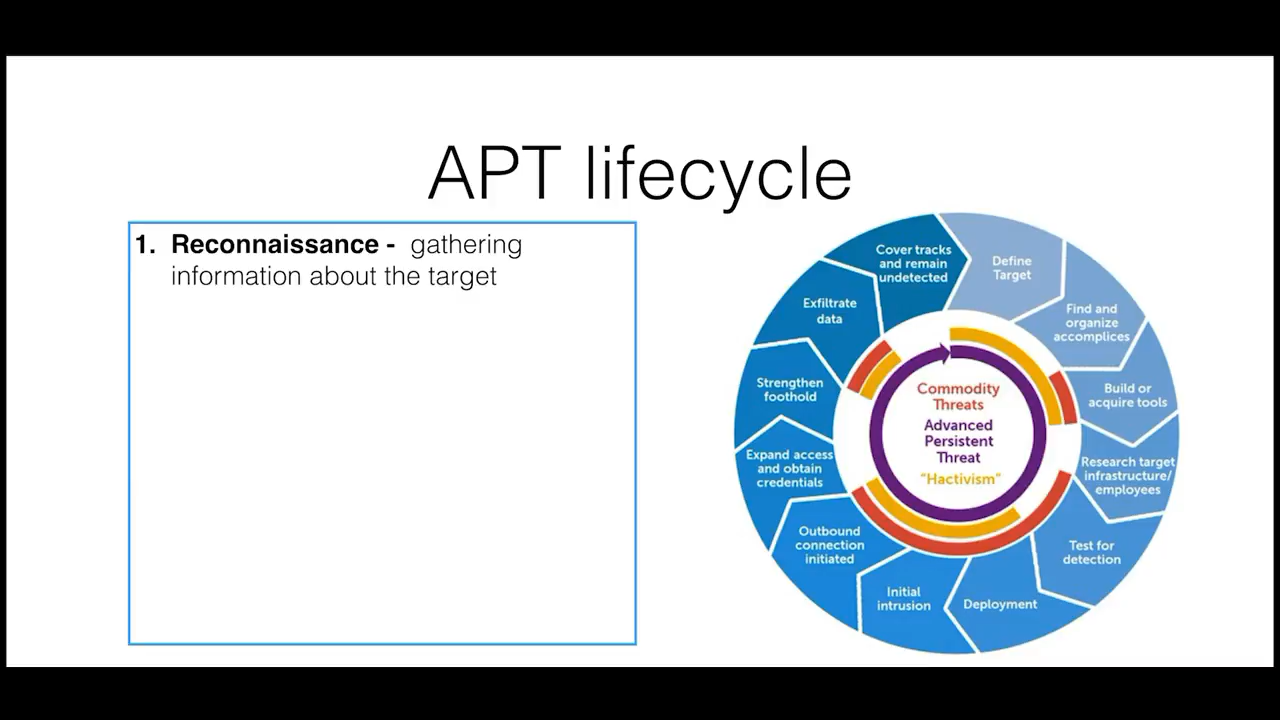 APT lifecycle
1. Reconnaissance - gathering
information about the target
Cover tracks
and remain
undetected
Define
Target
Find and
organize
accomplices
Build or
acquire tools
Research target
infrastructure/
employees
Test for
detection
Deployment
Initial
intrusion
Outbound
connection
initiated
Expand access
and obtain
credentials
Strengthen
foothold
Exfiltrate
data
Commodity
Threats
Advanced
Persistent
Threat
“Hactivism”